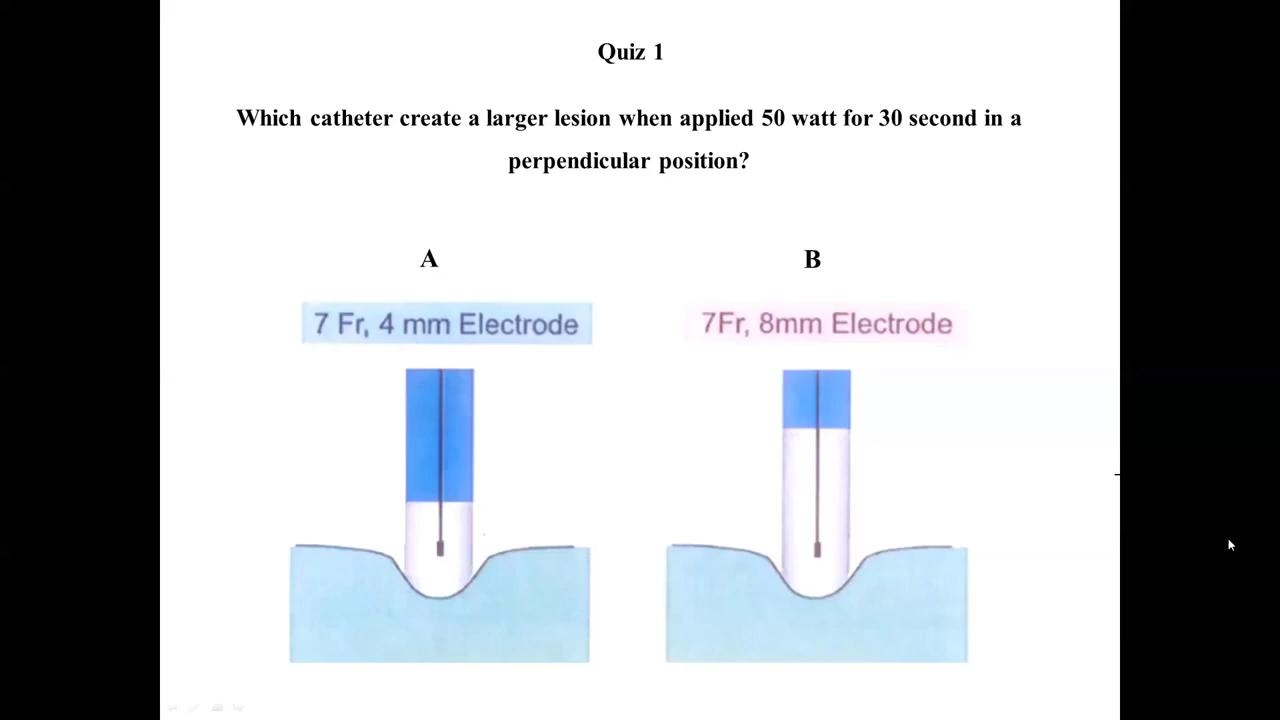 Quiz 1
Which catheter create a larger lesion when applied 50 watt for 30 second in a
perpendicular position?
A
B
7 Fr, 4 mm Electrode
7Fr, 8mm Electrode